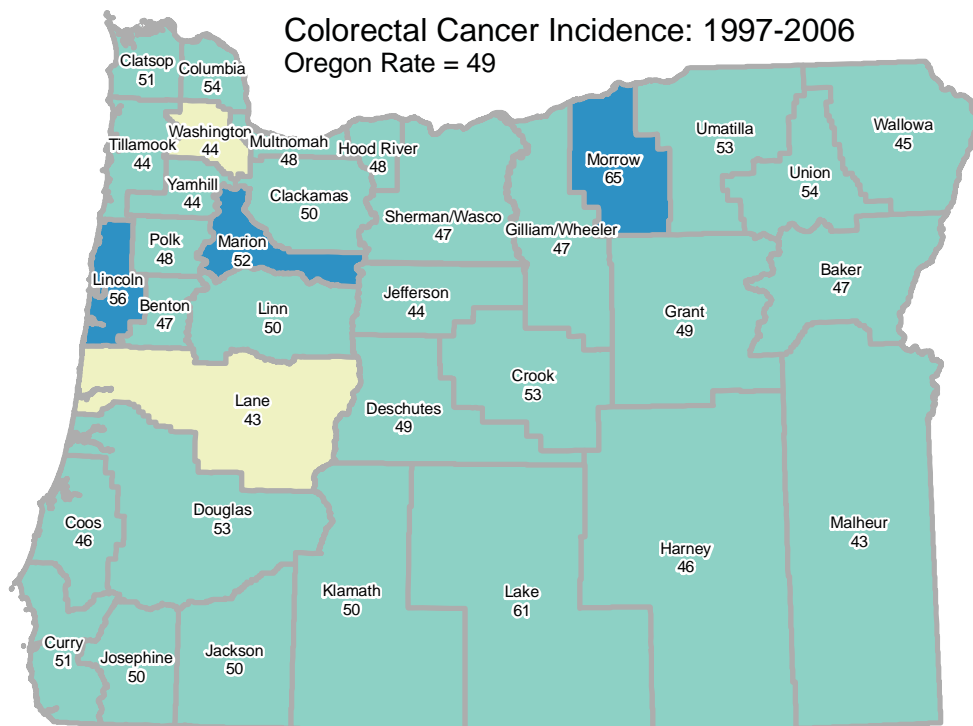 Colorectal Cancer Incidence: 1997-2006
Oregon Rate = 49
Clatsop
51
Columbia
54
Washington
44
Tillamook
44
Multnomah
48
Hood River
48
Yamhill
44
Clackamas
50
Sherman/Wasco
47
Gilliam/Wheeler
47
Morrow
65
Umatilla
53
Union
54
Wallowa
45
Polk
48
Marion
52
Lincoln
56
Benton
47
Linn
50
Jefferson
44
Grant
49
Baker
47
Lane
43
Deschutes
49
Crook
53
Coos
46
Douglas
53
Klamath
50
Lake
61
Harney
46
Malheur
43
Curry
51
Josephine
50
Jackson
50